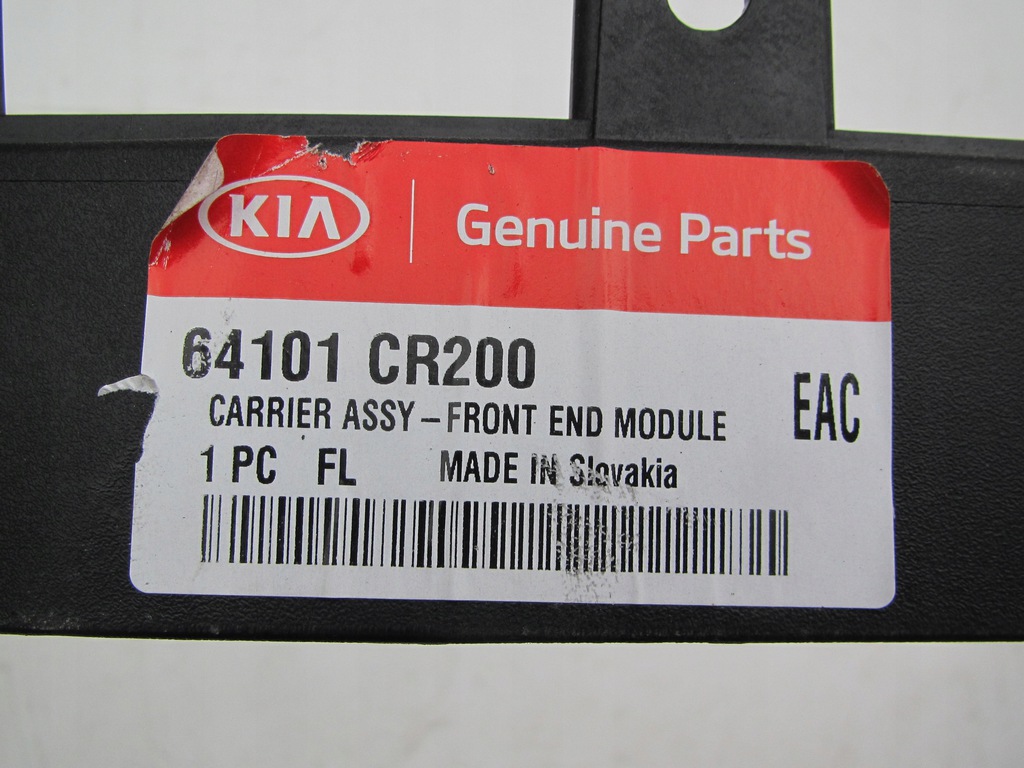 KIA Genuine Parts
64101 CR200
CARRIER ASSY-FRONT END MODULE
EAC
1 PC FL MADE IN Slovakia